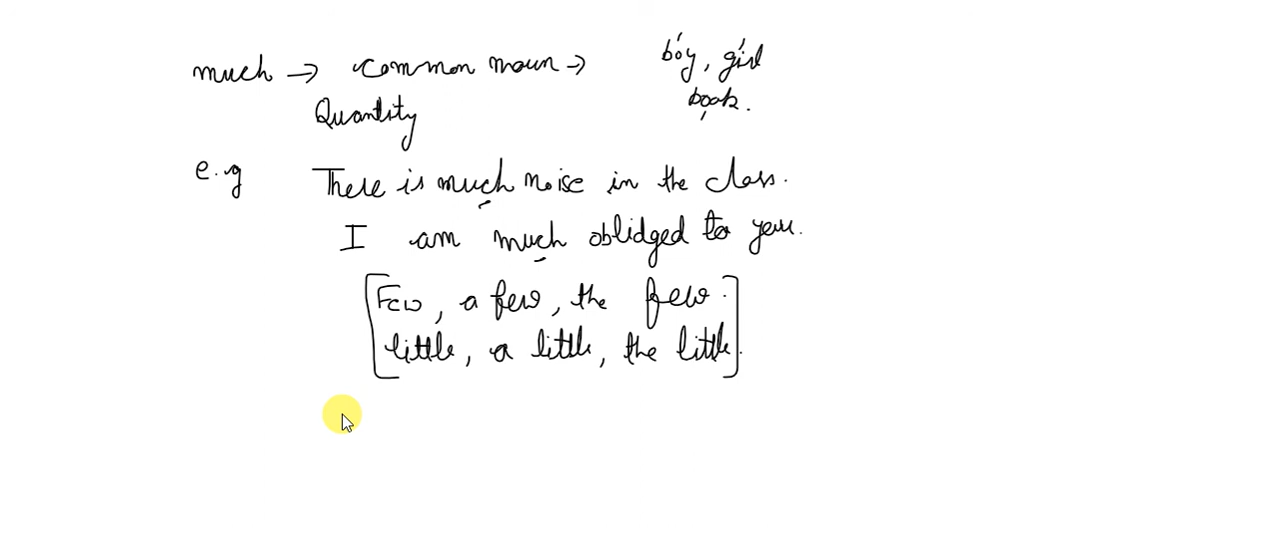 much → common noun → boy, girl
Quantity book.
e.g There is much noise in the class.
I am much oblidged to you.
[Few, a few, the few.
little, a little, the little.]